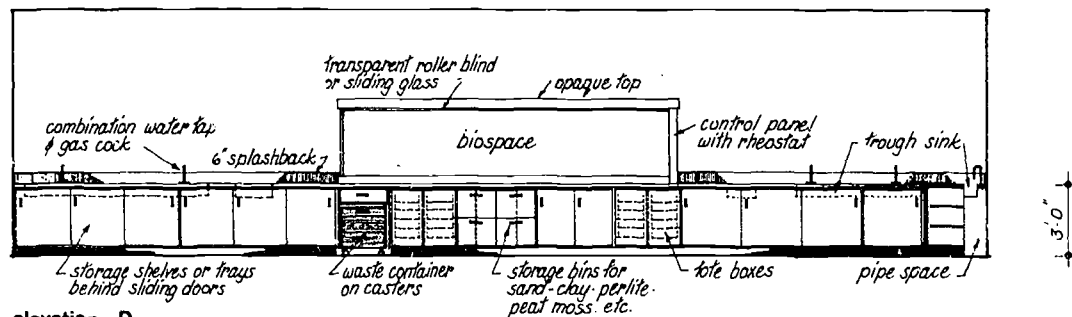 transparent roller blind
or sliding glass
opaque top
combination water tap
& gas cock
6" splashback
biospace
control panel
with rheostat
trough sink
3'-0"
storage shelves or trays
behind sliding doors
waste container
on casters
storage bins for
sand-clay-perlite-
peat moss. etc.
tote boxes
pipe space
elevation D